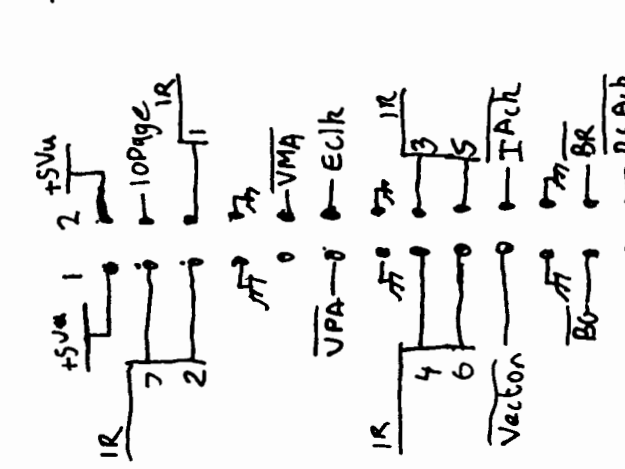 +5Vu 1 2 +5Vu
IR 7 IOPage
2 1 IR
VMA
VPA EClk
IR 4 3 IR
6 5
Vector IAck
BG BR